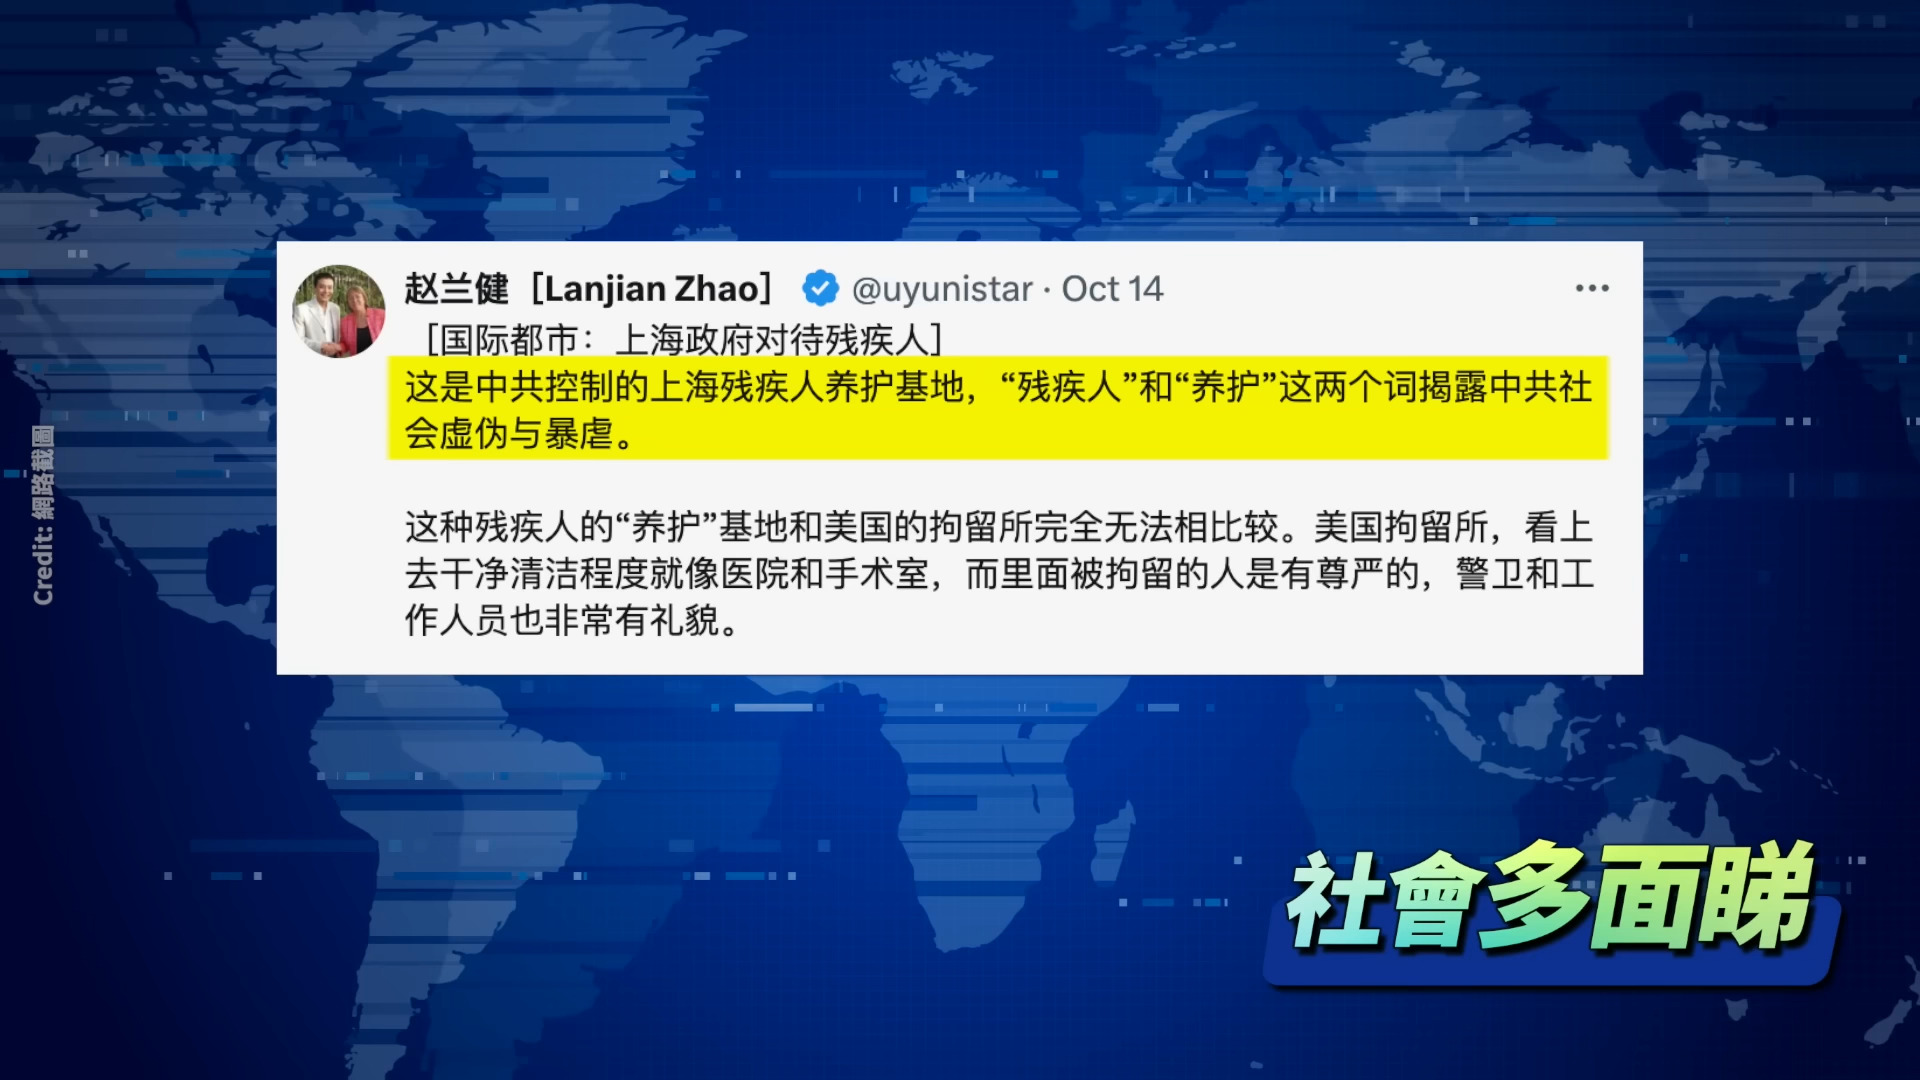 赵兰健［Lanjian Zhao］ @uyunistar · Oct 14
［国际都市：上海政府对待残疾人］
这是中共控制的上海残疾人养护基地，“残疾人”和“养护”这两个词揭露中共社
会虚伪与暴虐。
这种残疾人的“养护”基地和美国的拘留所完全无法相比较。美国拘留所，看上
去干净清洁程度就像医院和手术室，而里面被拘留的人是有尊严的，警卫和工
作人员也非常有礼貌。
Credit: 網路截圖
社會多面睇